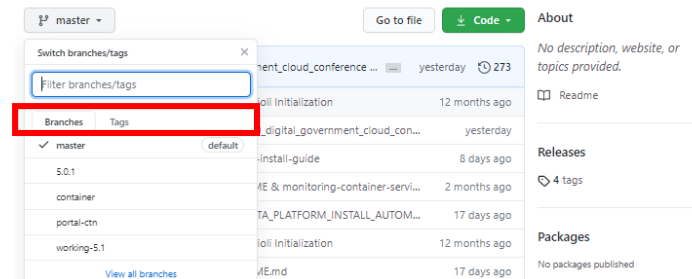 master
Go to file
Code
About
Switch branches/tags
No description, website, or
topics provided.
Filter branches/tags
nent_cloud_conference ... yesterday 273
Readme
Branches Tags
oli Initialization 12 months ago
master default
_digital_government_cloud_con... yesterday
Releases
5.0.1
-install-guide 8 days ago
4 tags
container
ME & monitoring-container-servi... 2 months ago
portal-ctn
TA_PLATFORM_INSTALL_AUTOM... 17 days ago
Packages
working-5.1
oli Initialization 12 months ago
No packages published
View all branches
ME.md 17 days ago